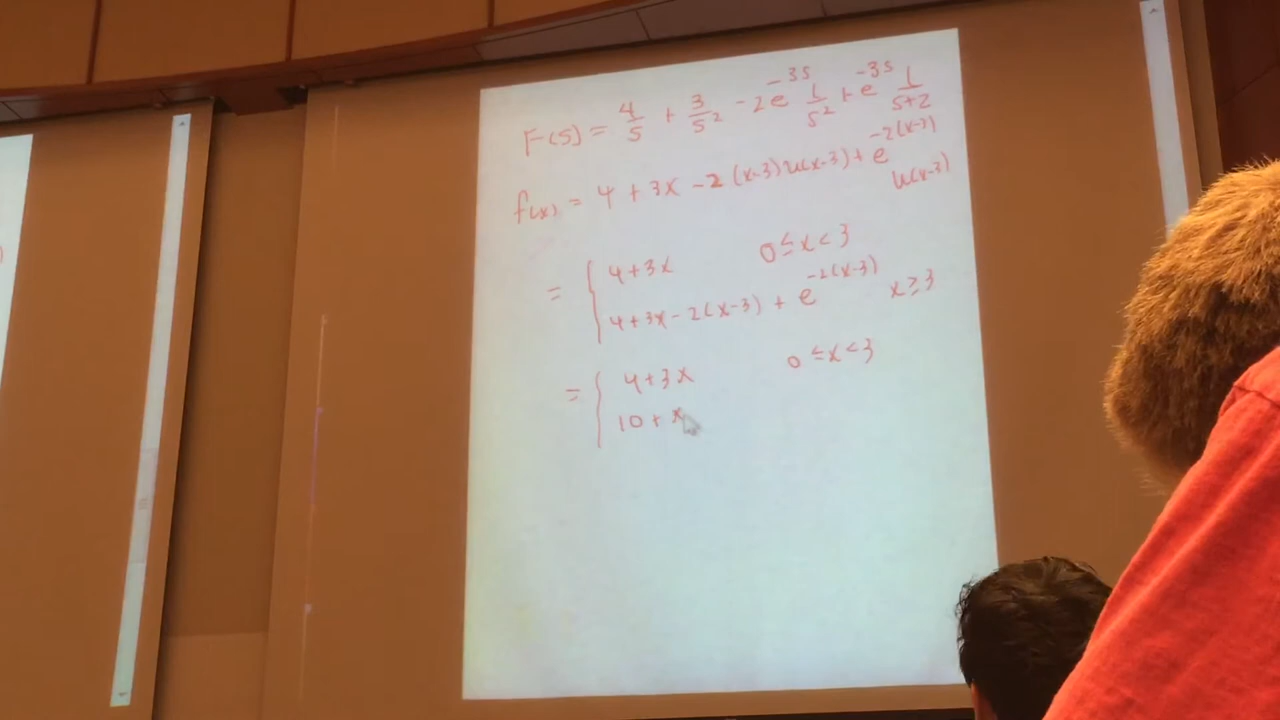 F(s) = 4/s + 3/s² - 2e^-3s 1/s² + e^-3s 1/s+2
f(x) = 4 + 3x - 2(x-3)u(x-3) + e^-2(x-3)
u(x-3)
= { 4+3x 0 ≤ x < 3
4+3x-2(x-3) + e^-2(x-3) x ≥ 3
= { 4+3x 0 ≤ x < 3
10 + x